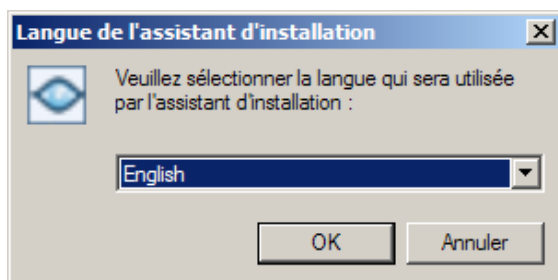 Langue de l'assistant d'installation
Veuillez sélectionner la langue qui sera utilisée
par l'assistant d'installation :
English
OK
Annuler